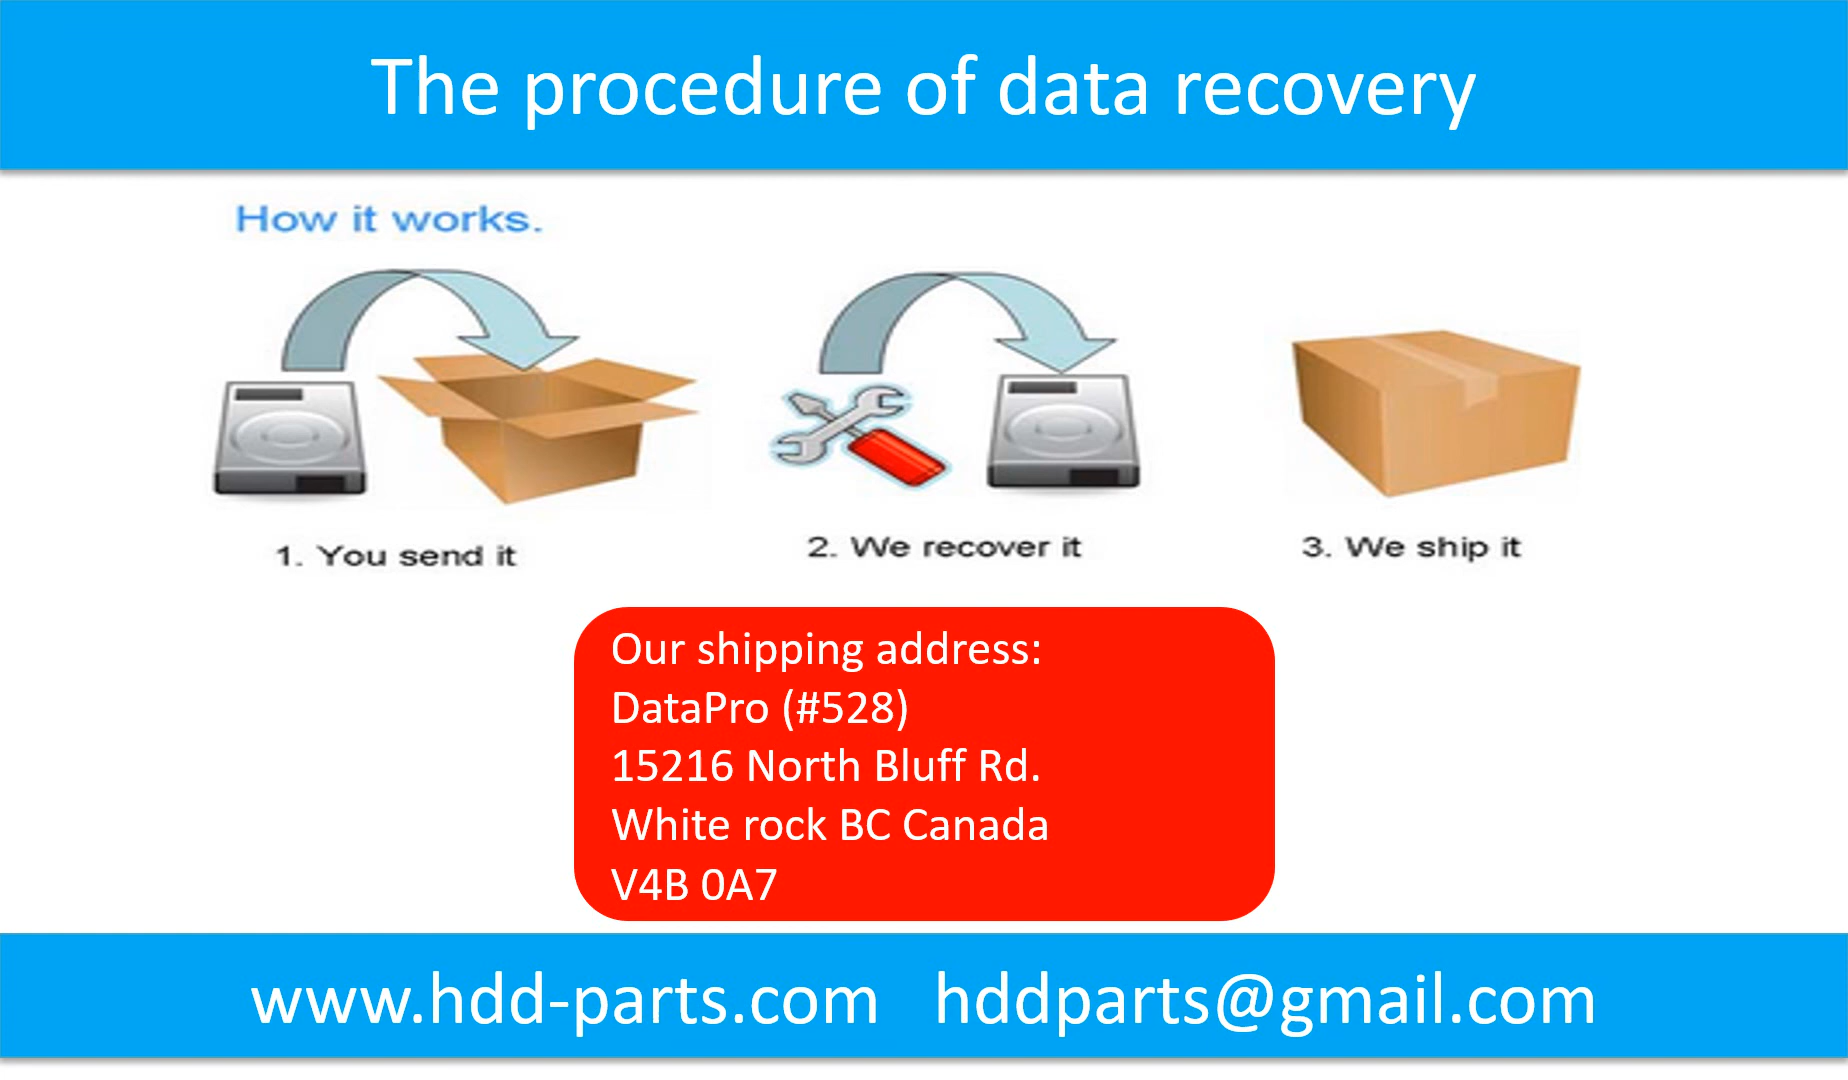 The procedure of data recovery
How it works.
1. You send it
2. We recover it
3. We ship it
Our shipping address:
DataPro (#528)
15216 North Bluff Rd.
White rock BC Canada
V4B 0A7
www.hdd-parts.com hddparts@gmail.com